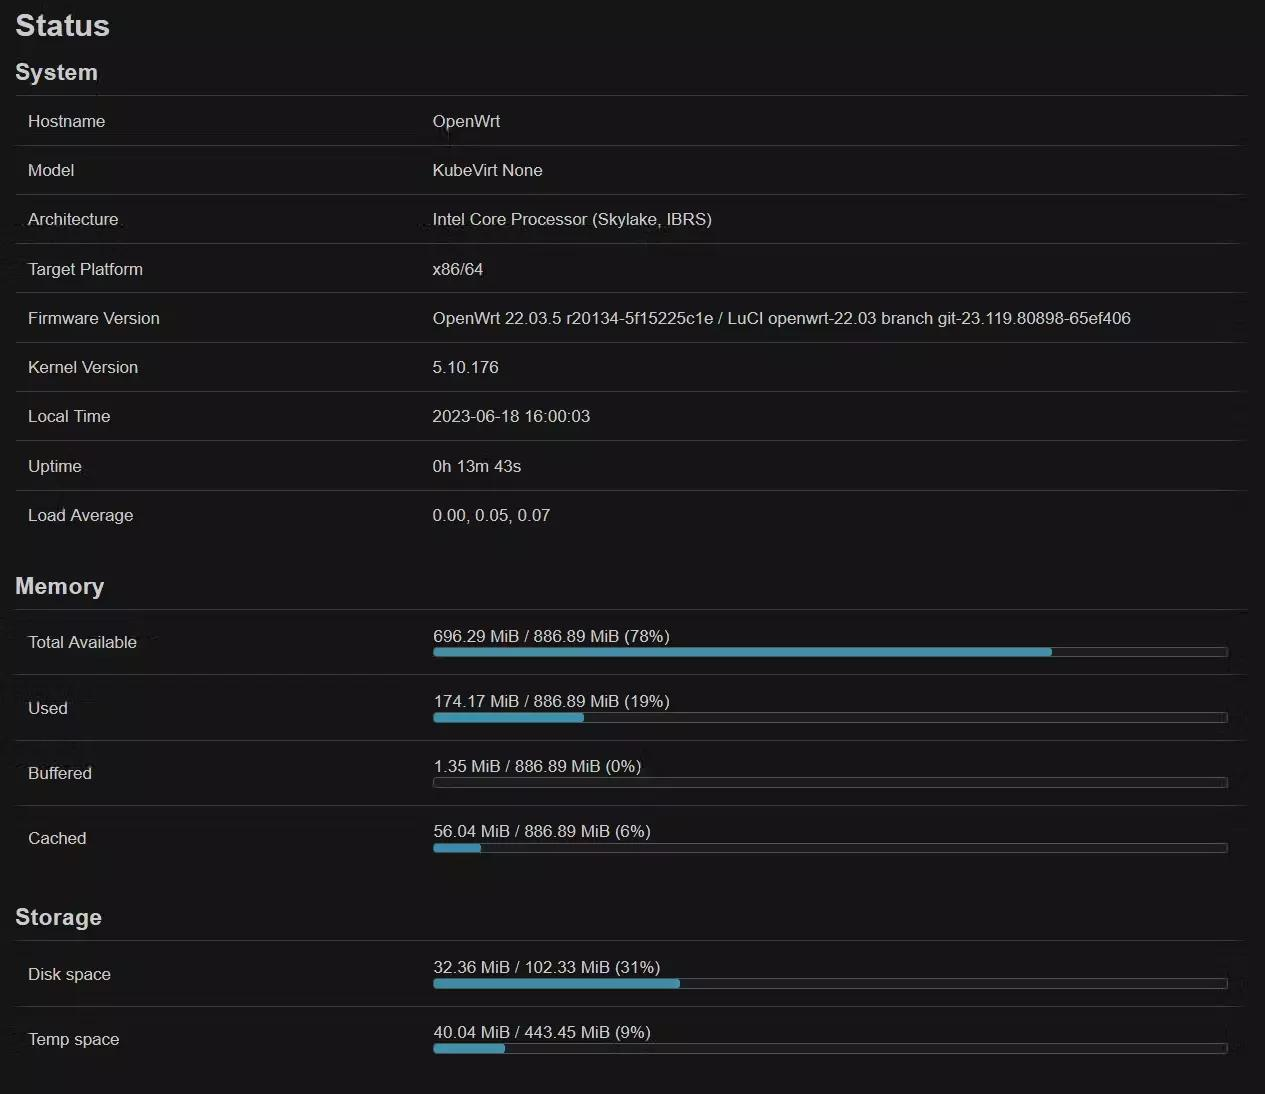 Status
System
Hostname OpenWrt
Model KubeVirt None
Architecture Intel Core Processor (Skylake, IBRS)
Target Platform x86/64
Firmware Version OpenWrt 22.03.5 r20134-5f15225c1e / LuCI openwrt-22.03 branch git-23.119.80898-65ef406
Kernel Version 5.10.176
Local Time 2023-06-18 16:00:03
Uptime 0h 13m 43s
Load Average 0.00, 0.05, 0.07
Memory
Total Available 696.29 MiB / 886.89 MiB (78%)
Used 174.17 MiB / 886.89 MiB (19%)
Buffered 1.35 MiB / 886.89 MiB (0%)
Cached 56.04 MiB / 886.89 MiB (6%)
Storage
Disk space 32.36 MiB / 102.33 MiB (31%)
Temp space 40.04 MiB / 443.45 MiB (9%)